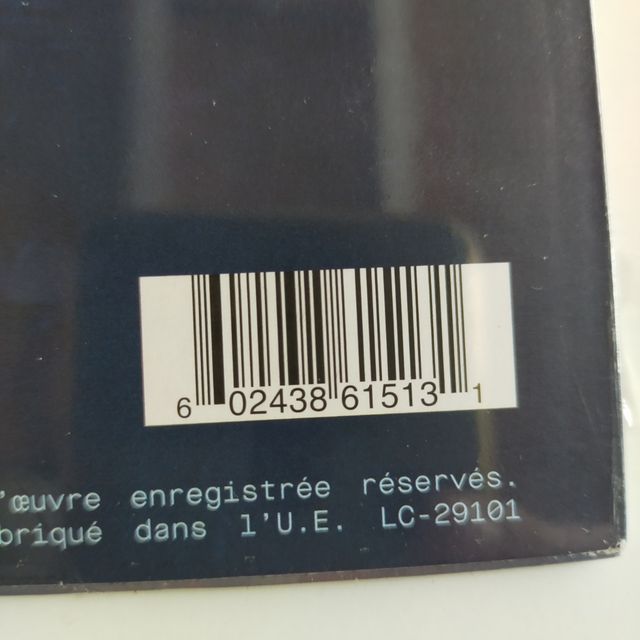 6 02438 61513 1
'œuvre enregistrée réservés.
briqué dans l'U.E. LC-29101